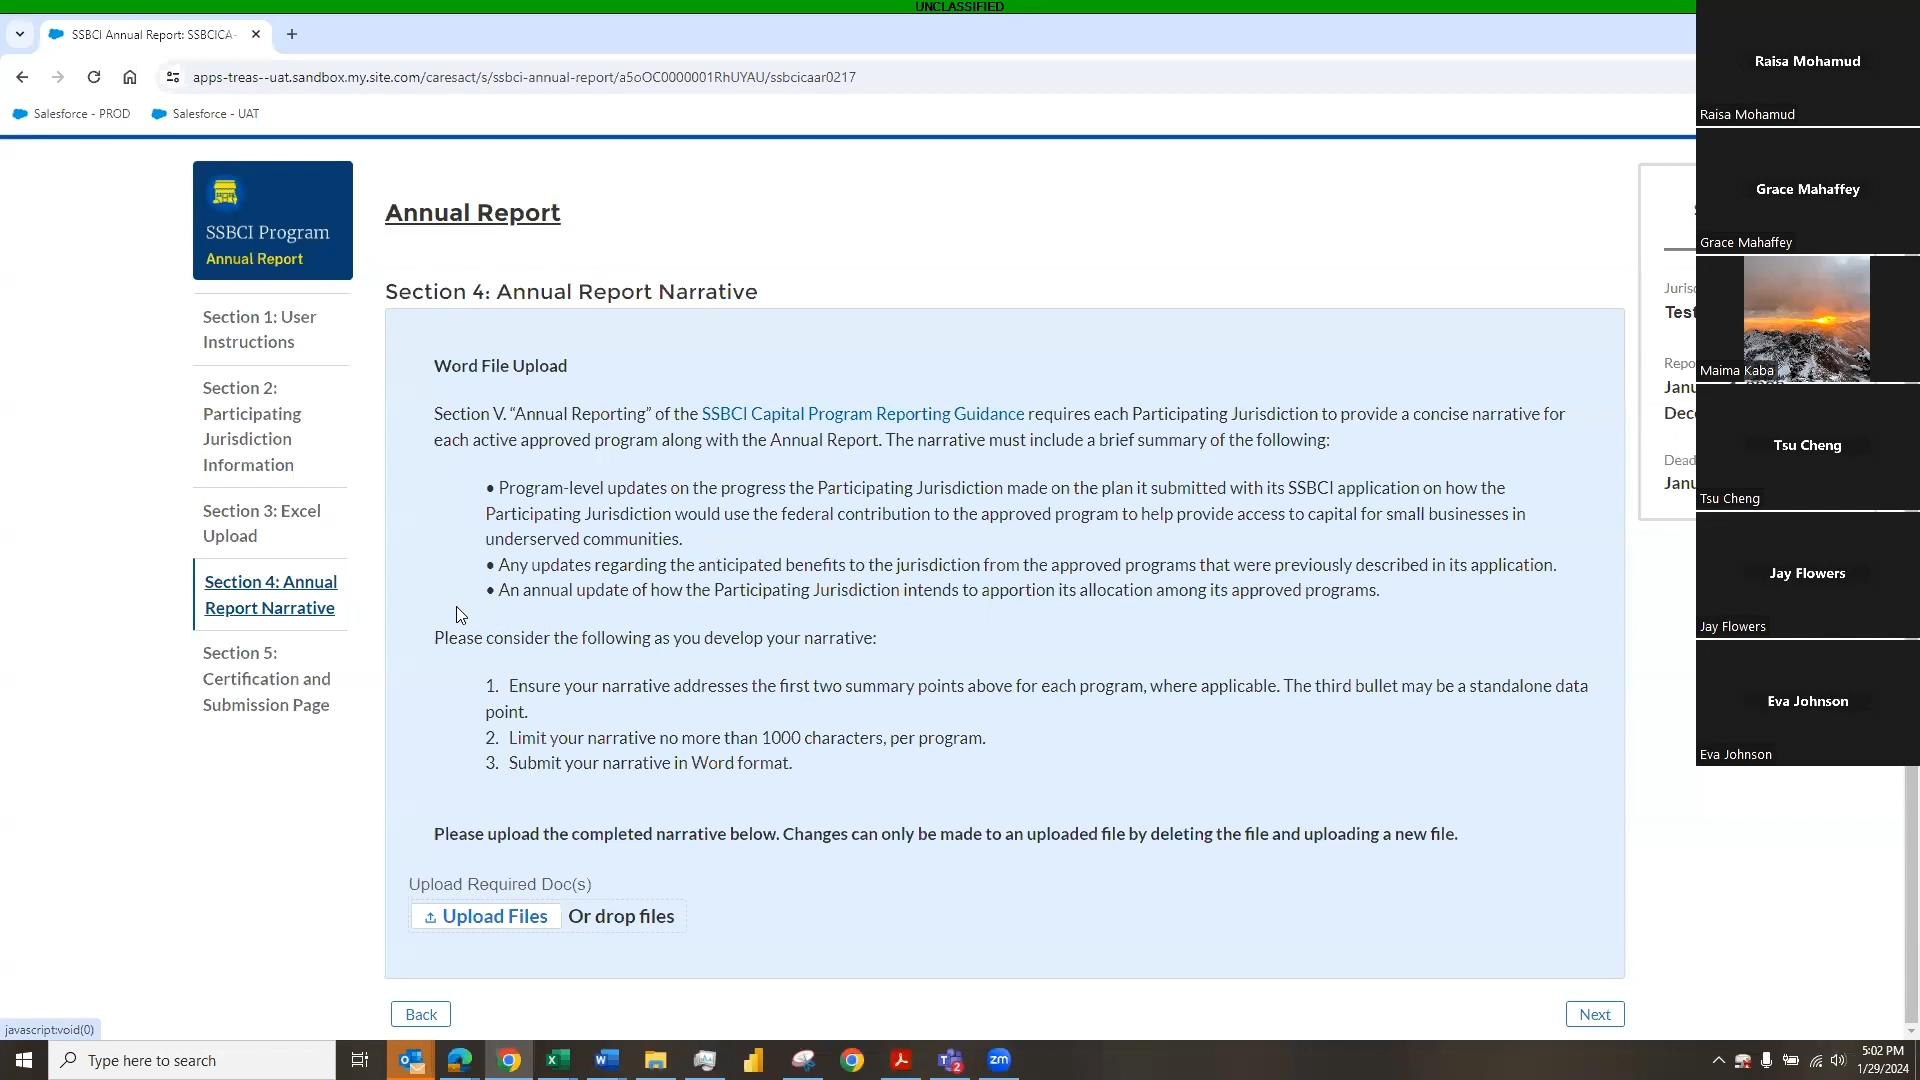 UNCLASSIFIED
SSBCI Annual Report: SSBCICA-
apps-treas--uat.sandbox.my.site.com/caresact/s/ssbci-annual-report/a5oOC0000001RhUYAU/ssbcicaar0217
Salesforce - PROD
Salesforce - UAT
SSBCI Program
Annual Report
Section 1: User
Instructions
Section 2:
Participating
Jurisdiction
Information
Section 3: Excel
Upload
Section 4: Annual
Report Narrative
Section 5:
Certification and
Submission Page
Annual Report
Section 4: Annual Report Narrative
Word File Upload
Section V. “Annual Reporting” of the SSBCI Capital Program Reporting Guidance requires each Participating Jurisdiction to provide a concise narrative for
each active approved program along with the Annual Report. The narrative must include a brief summary of the following:
• Program-level updates on the progress the Participating Jurisdiction made on the plan it submitted with its SSBCI application on how the
Participating Jurisdiction would use the federal contribution to the approved program to help provide access to capital for small businesses in
underserved communities.
• Any updates regarding the anticipated benefits to the jurisdiction from the approved programs that were previously described in its application.
• An annual update of how the Participating Jurisdiction intends to apportion its allocation among its approved programs.
Please consider the following as you develop your narrative:
1. Ensure your narrative addresses the first two summary points above for each program, where applicable. The third bullet may be a standalone data
point.
2. Limit your narrative no more than 1000 characters, per program.
3. Submit your narrative in Word format.
Please upload the completed narrative below. Changes can only be made to an uploaded file by deleting the file and uploading a new file.
Upload Required Doc(s)
Upload Files Or drop files
Back
Next
Juris
Test
Repo
Janu
Dec
Dead
Janu
Raisa Mohamud
Raisa Mohamud
Grace Mahaffey
Grace Mahaffey
Maima Kaba
Tsu Cheng
Tsu Cheng
Jay Flowers
Jay Flowers
Eva Johnson
Eva Johnson
javascript:void(0)
Type here to search
5:02 PM
1/29/2024